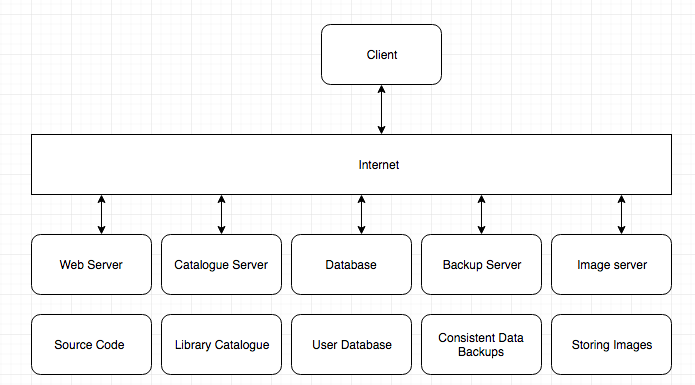 Client
Internet
Web Server
Catalogue Server
Database
Backup Server
Image server
Source Code
Library Catalogue
User Database
Consistent Data
Backups
Storing Images